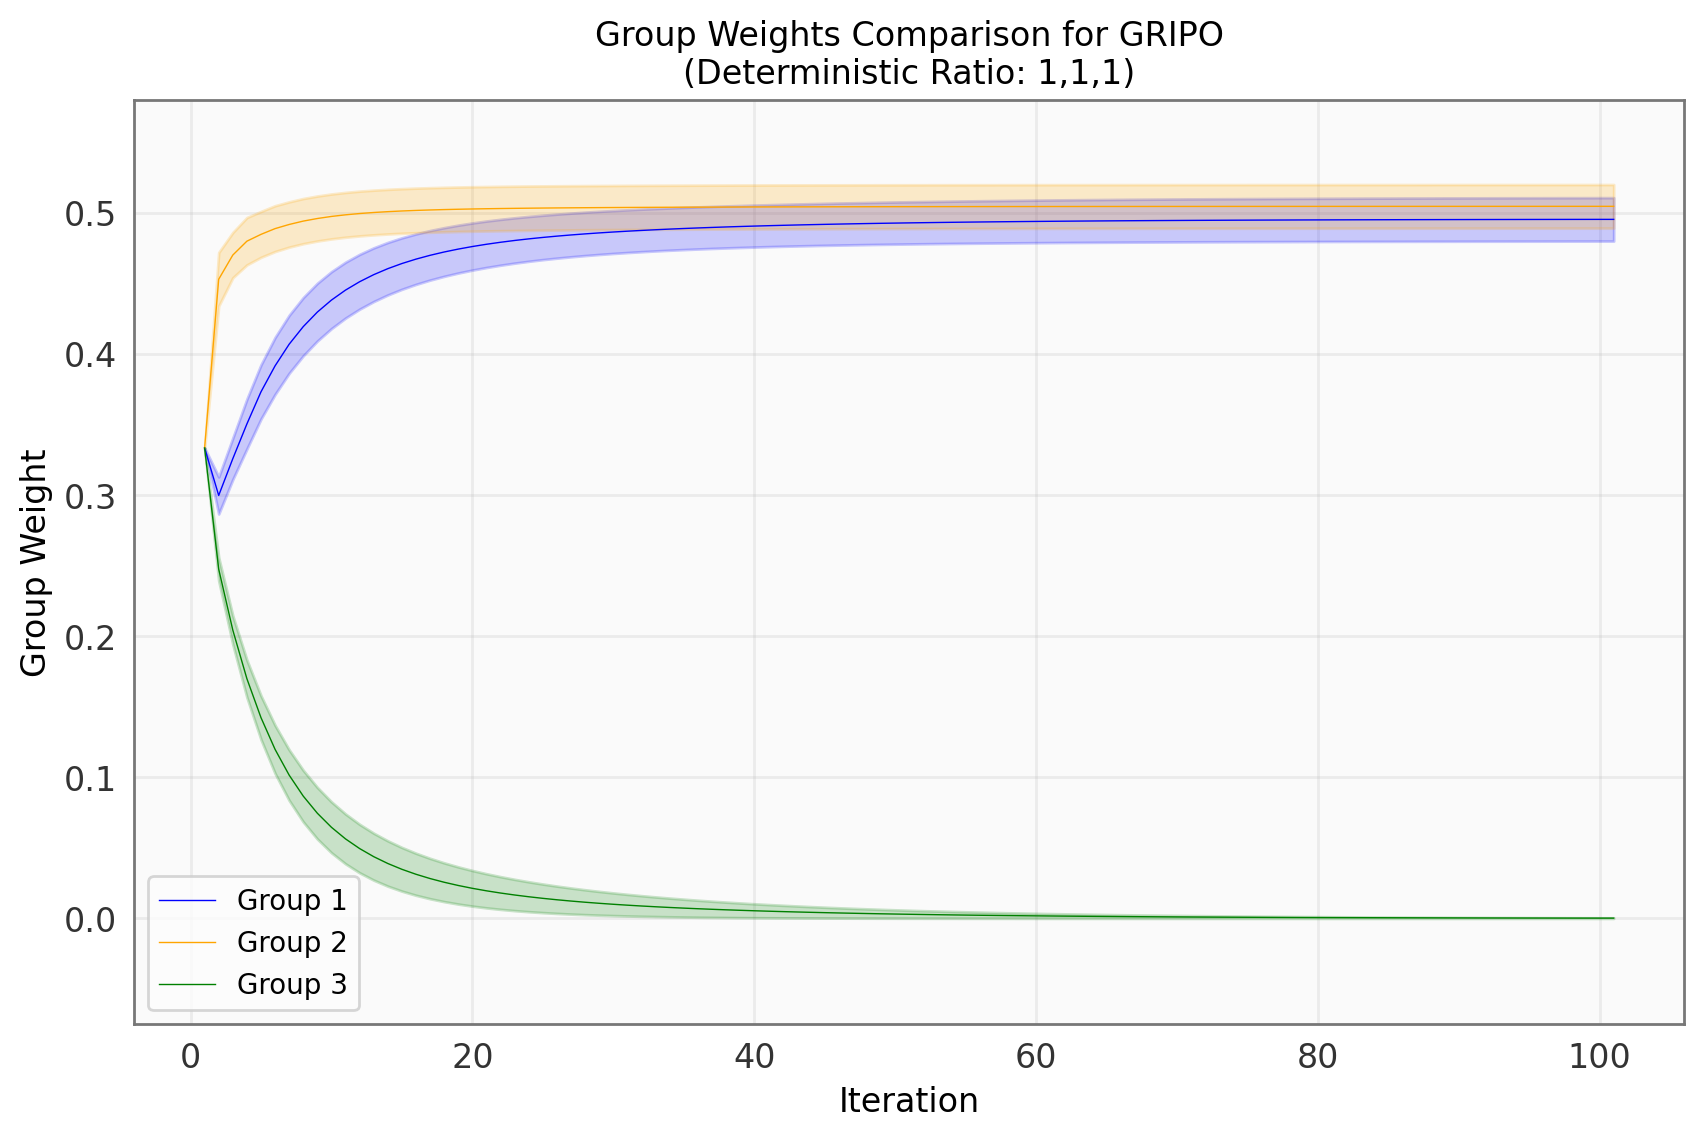 Group Weights Comparison for GRIPO
(Deterministic Ratio: 1,1,1)
Group Weight
0.5
0.4
0.3
0.2
0.1
0.0
Group 1
Group 2
Group 3
0 20 40 60 80 100
Iteration